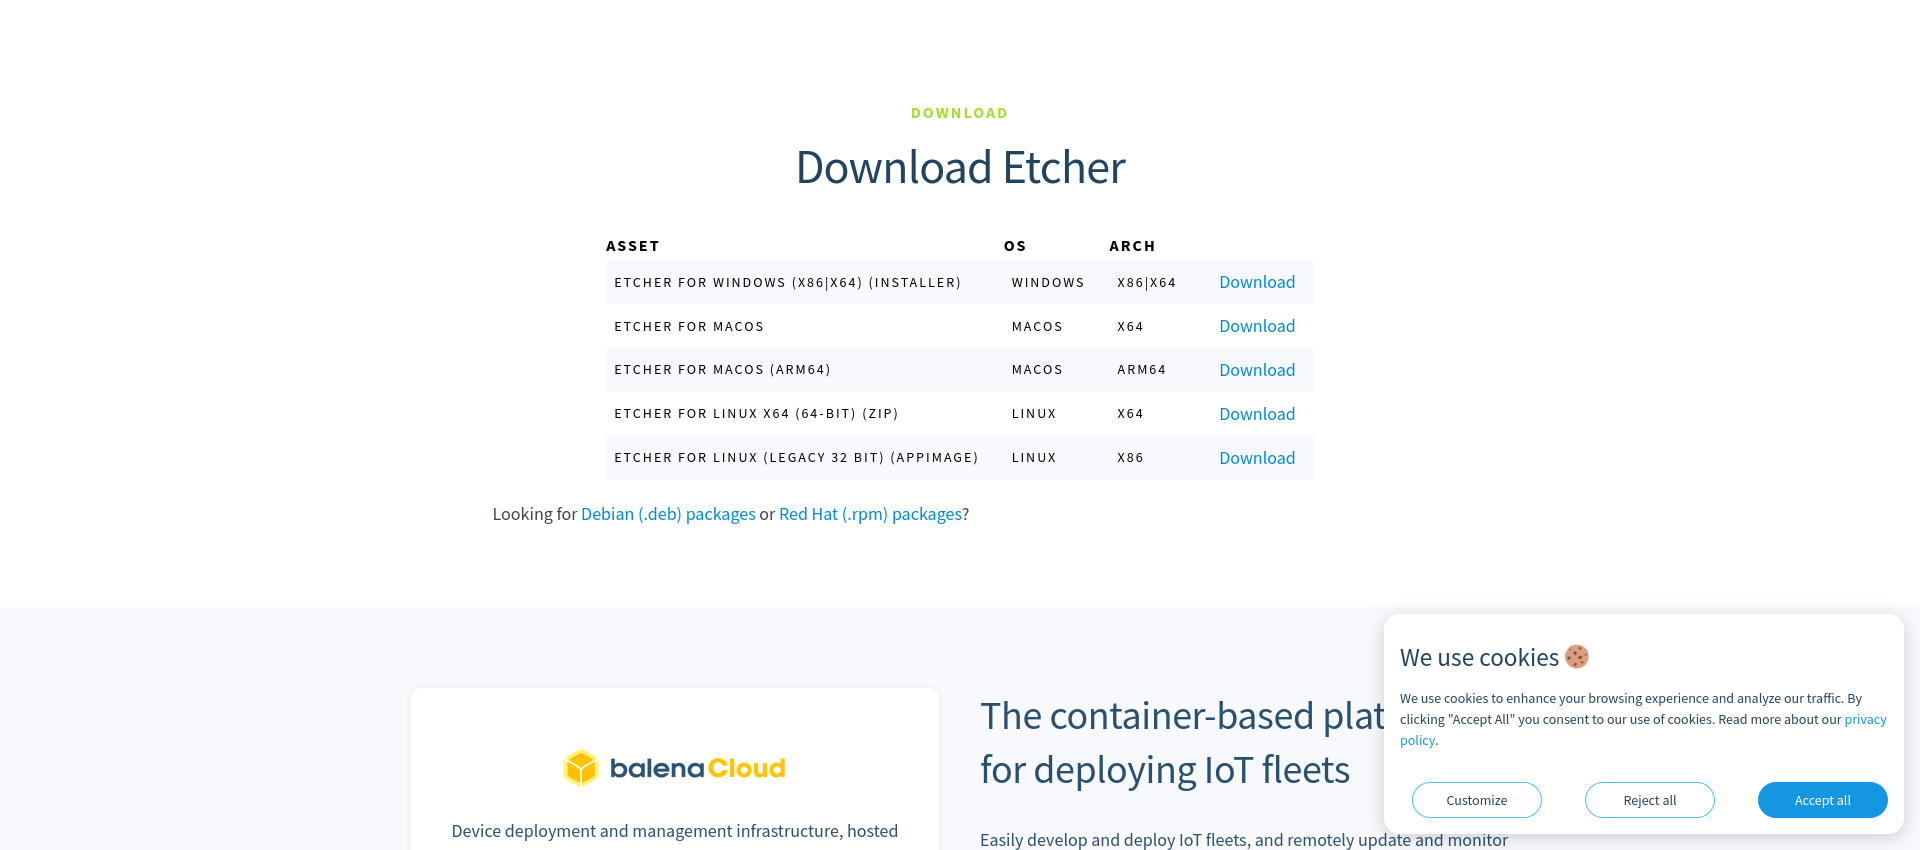 DOWNLOAD
Download Etcher
ASSET OS ARCH
ETCHER FOR WINDOWS (X86|X64) (INSTALLER) WINDOWS X86|X64 Download
ETCHER FOR MACOS MACOS X64 Download
ETCHER FOR MACOS (ARM64) MACOS ARM64 Download
ETCHER FOR LINUX X64 (64-BIT) (ZIP) LINUX X64 Download
ETCHER FOR LINUX (LEGACY 32 BIT) (APPIMAGE) LINUX X86 Download
Looking for Debian (.deb) packages or Red Hat (.rpm) packages?
balenaCloud
Device deployment and management infrastructure, hosted
The container-based plat
for deploying IoT fleets
Easily develop and deploy IoT fleets, and remotely update and monitor
We use cookies
We use cookies to enhance your browsing experience and analyze our traffic. By
clicking "Accept All" you consent to our use of cookies. Read more about our privacy
policy.
Customize Reject all Accept all